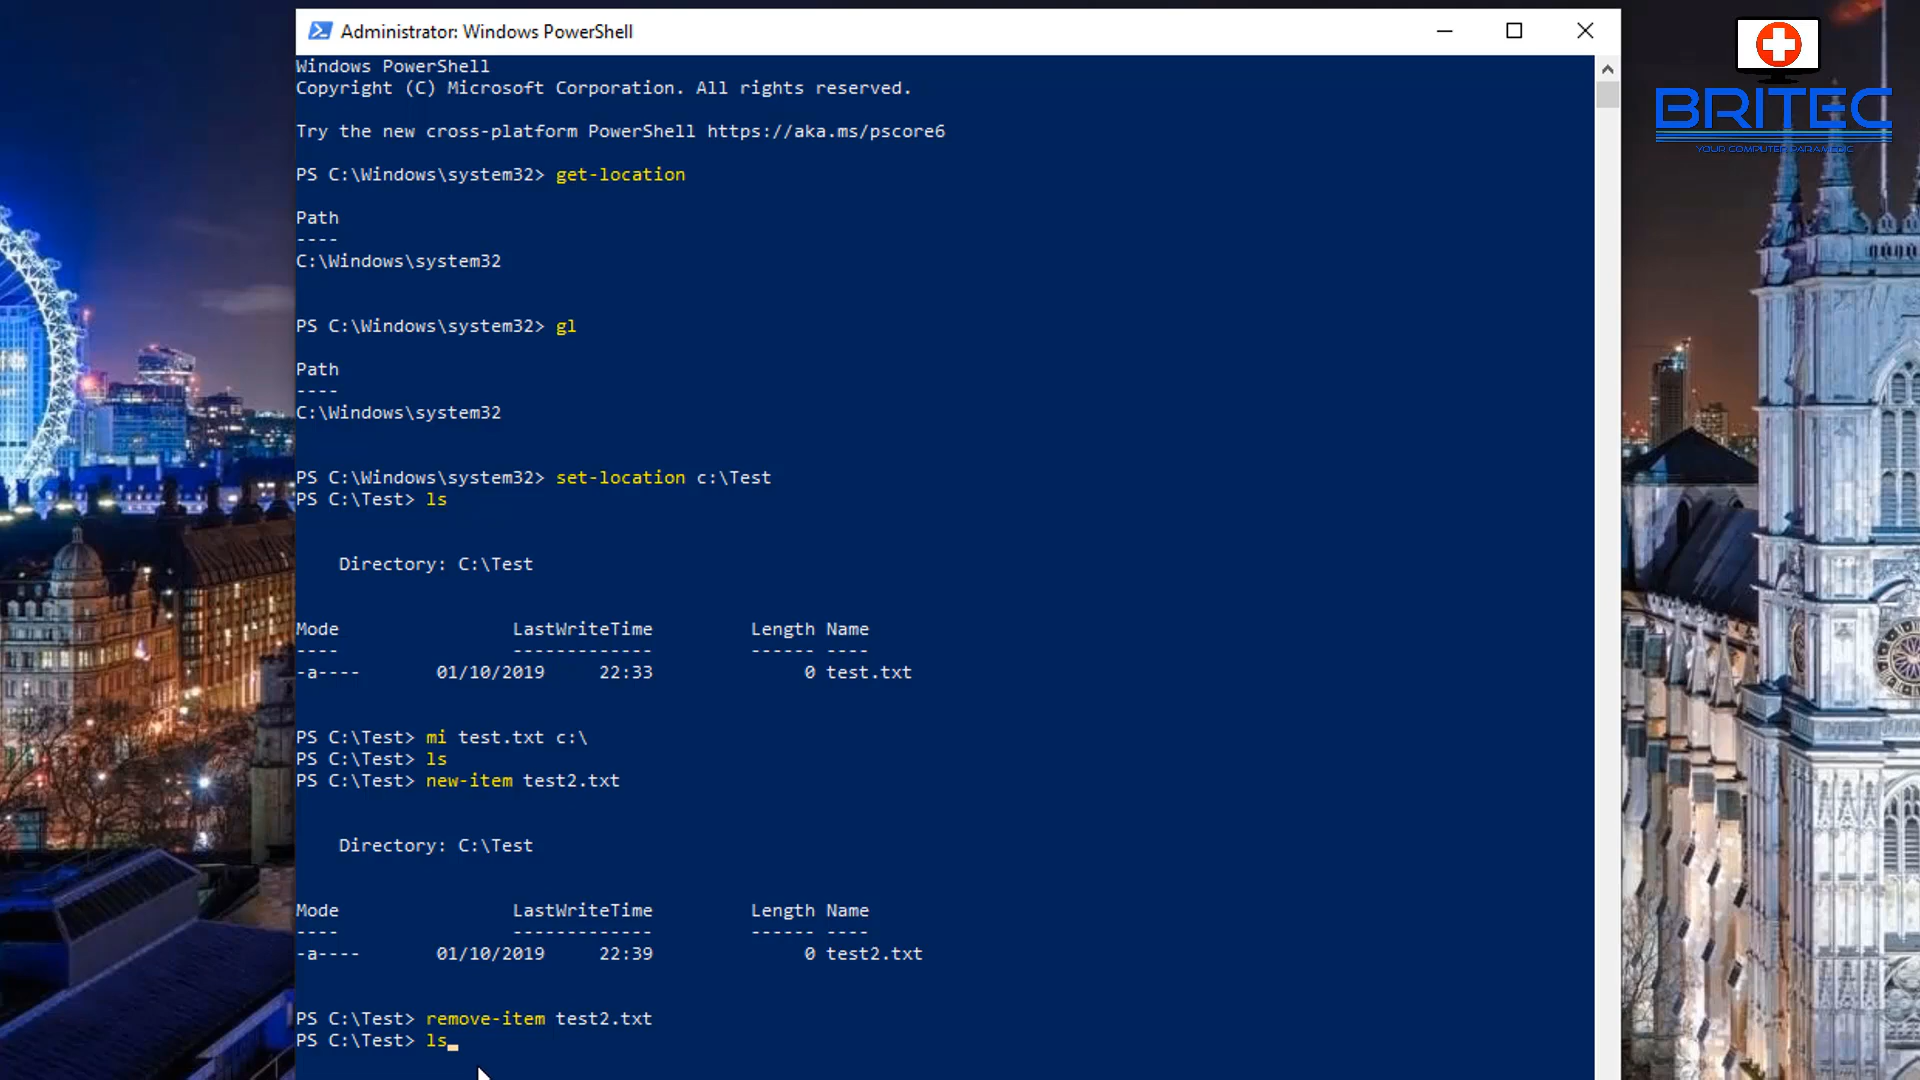 Administrator: Windows PowerShell
Windows PowerShell
Copyright (C) Microsoft Corporation. All rights reserved.
Try the new cross-platform PowerShell https://aka.ms/pscore6
PS C:\Windows\system32> get-location
Path
----
C:\Windows\system32
PS C:\Windows\system32> gl
Path
----
C:\Windows\system32
PS C:\Windows\system32> set-location c:\Test
PS C:\Test> ls
Directory: C:\Test
Mode LastWriteTime Length Name
---- ------------- ------ ----
-a---- 01/10/2019 22:33 0 test.txt
PS C:\Test> mi test.txt c:\
PS C:\Test> ls
PS C:\Test> new-item test2.txt
Directory: C:\Test
Mode LastWriteTime Length Name
---- ------------- ------ ----
-a---- 01/10/2019 22:39 0 test2.txt
PS C:\Test> remove-item test2.txt
PS C:\Test> ls
BRITEC
YOUR COMPUTER PARAMEDIC